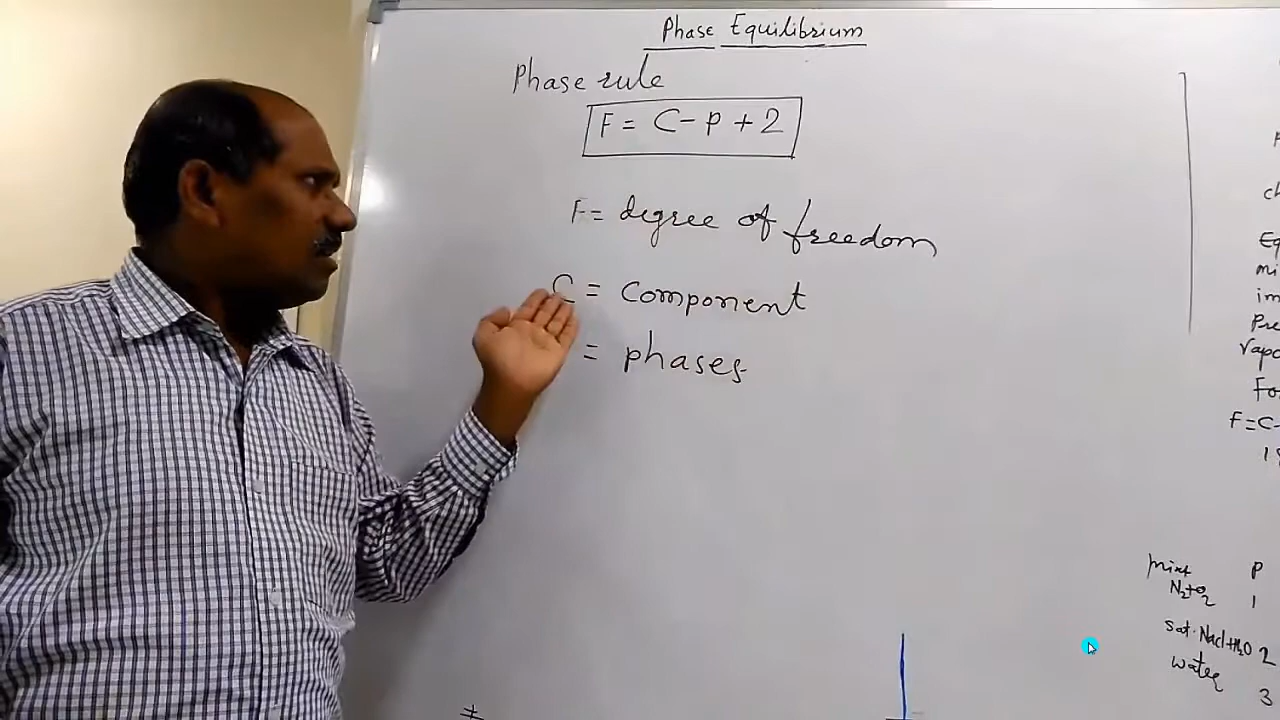 Phase Equilibrium
Phase rule
F = C - P + 2
F = degree of freedom
C = Component
= phases
F=C-
mixt P
N2+O2 1
sat. NaCl+H2O 2
water 3